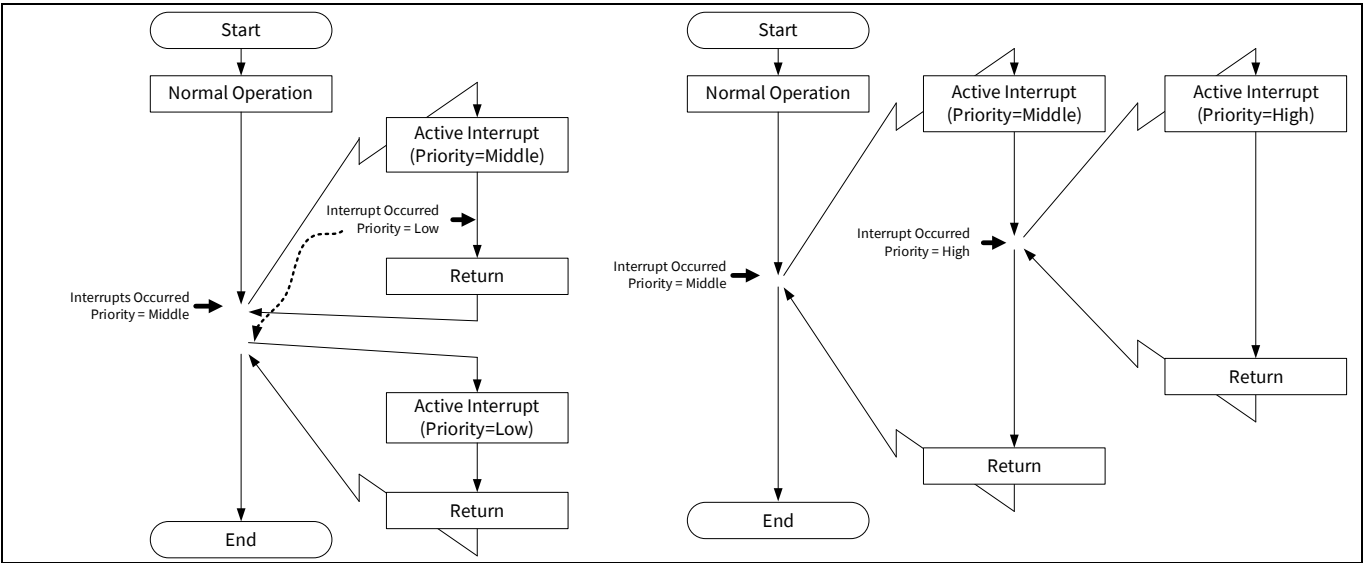 Start
Normal Operation
Active Interrupt
(Priority=Middle)
Interrupt Occurred
Priority = Low
Return
Interrupts Occurred
Priority = Middle
Active Interrupt
(Priority=Low)
Return
End
Start
Normal Operation
Active Interrupt
(Priority=Middle)
Active Interrupt
(Priority=High)
Interrupt Occurred
Priority = High
Interrupt Occurred
Priority = Middle
Return
Return
End